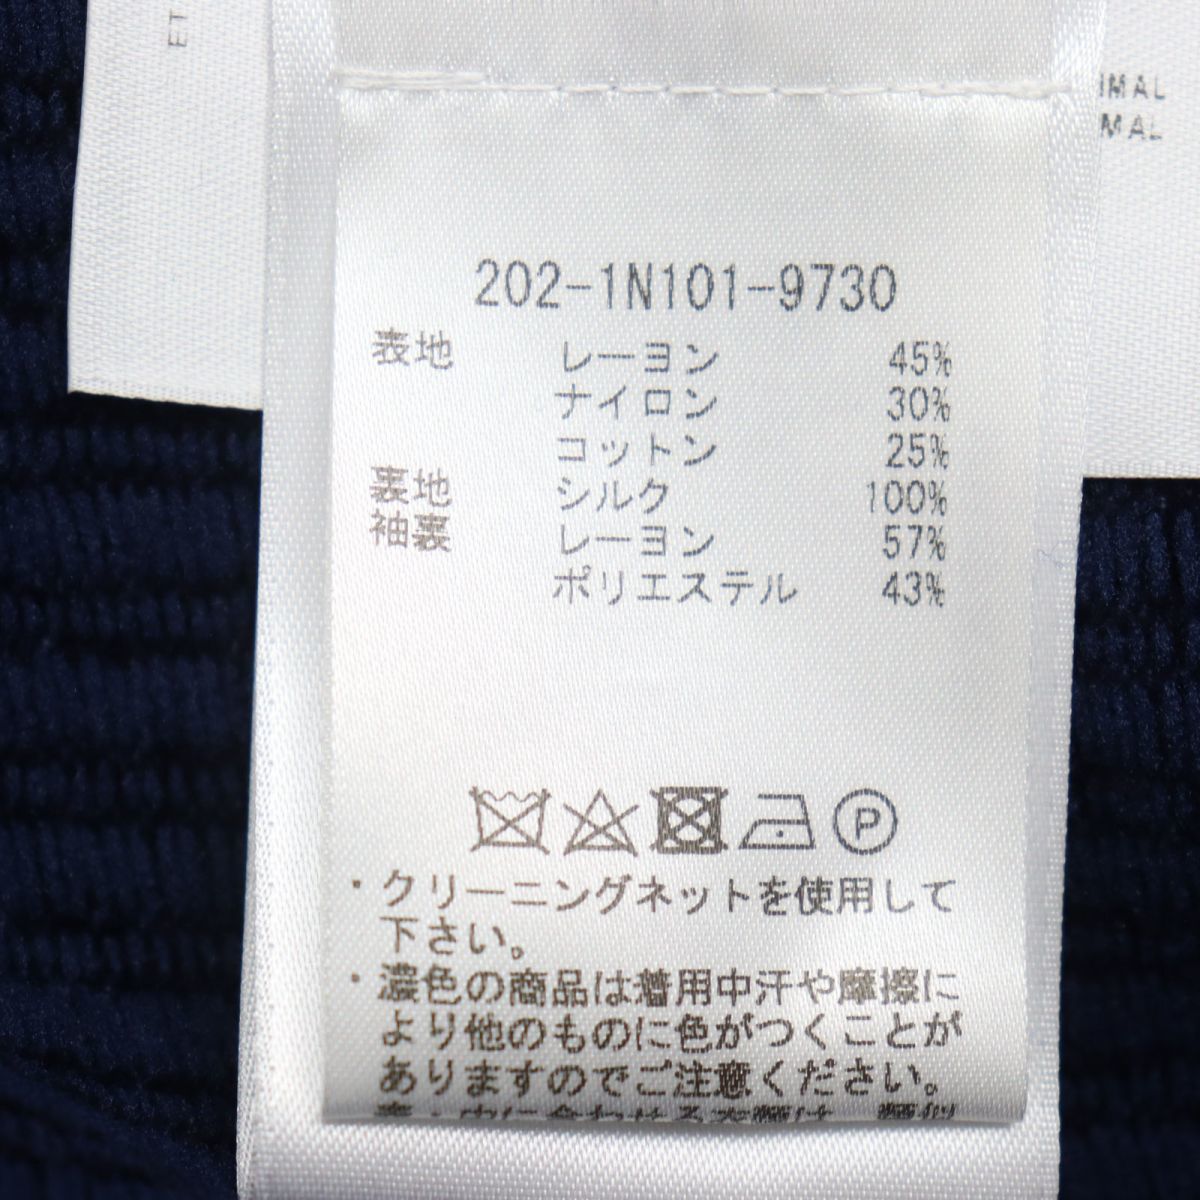 ET
IMAL
MAL
202-1N101-9730
表地 レーヨン 45%
ナイロン 30%
コットン 25%
裏地 シルク 100%
袖裏 レーヨン 57%
ポリエステル 43%
P
・クリーニングネットを使用して
下さい。
・濃色の商品は着用中汗や摩擦に
より他のものに色がつくことが
ありますのでご注意ください。